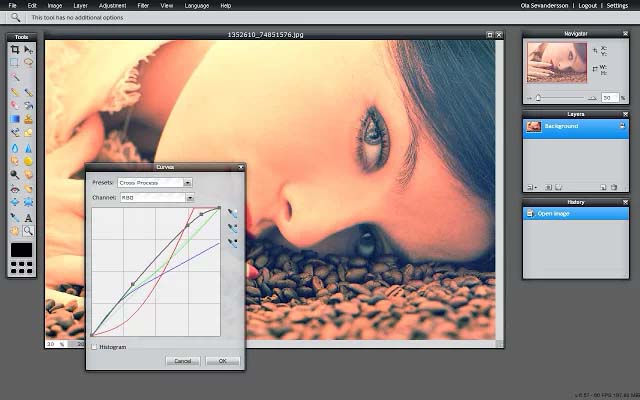 File Edit Image Layer Adjustment Filter View Language Help
Ola Sevandersson | Logout | Settings
This tool has no additional options
Tools
1352610_74851576.jpg
Navigator
X:
Y:
W:
H:
30 %
Layers
Background
History
Open image
Curves
Presets: Cross Process
Channel: RGB
Histogram
Cancel OK
30 %